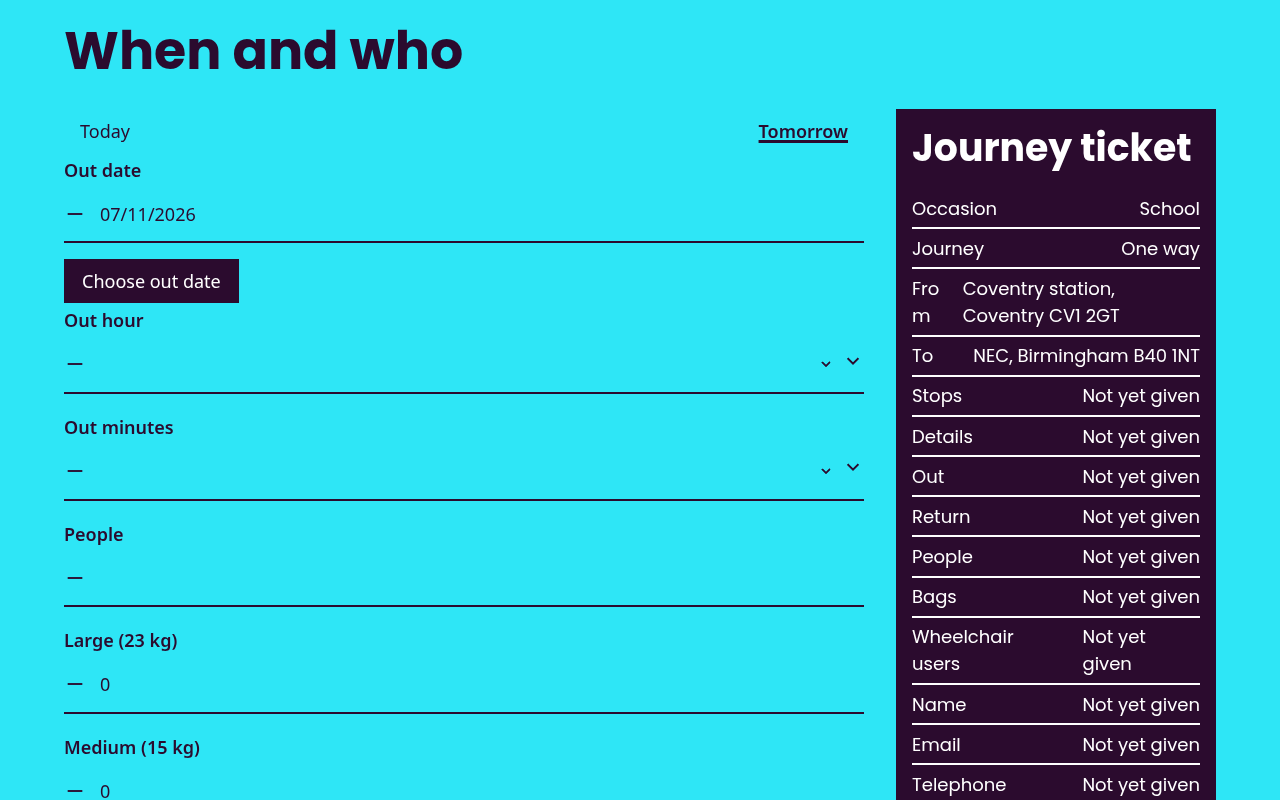 When and who
Today
Tomorrow
Out date
— 07/11/2026
Choose out date
Out hour
—
Out minutes
—
People
—
Large (23 kg)
— 0
Medium (15 kg)
— 0
Journey ticket
Occasion School
Journey One way
Fro Coventry station,
m Coventry CV1 2GT
To NEC, Birmingham B40 1NT
Stops Not yet given
Details Not yet given
Out Not yet given
Return Not yet given
People Not yet given
Bags Not yet given
Wheelchair Not yet
users given
Name Not yet given
Email Not yet given
Telephone Not yet given